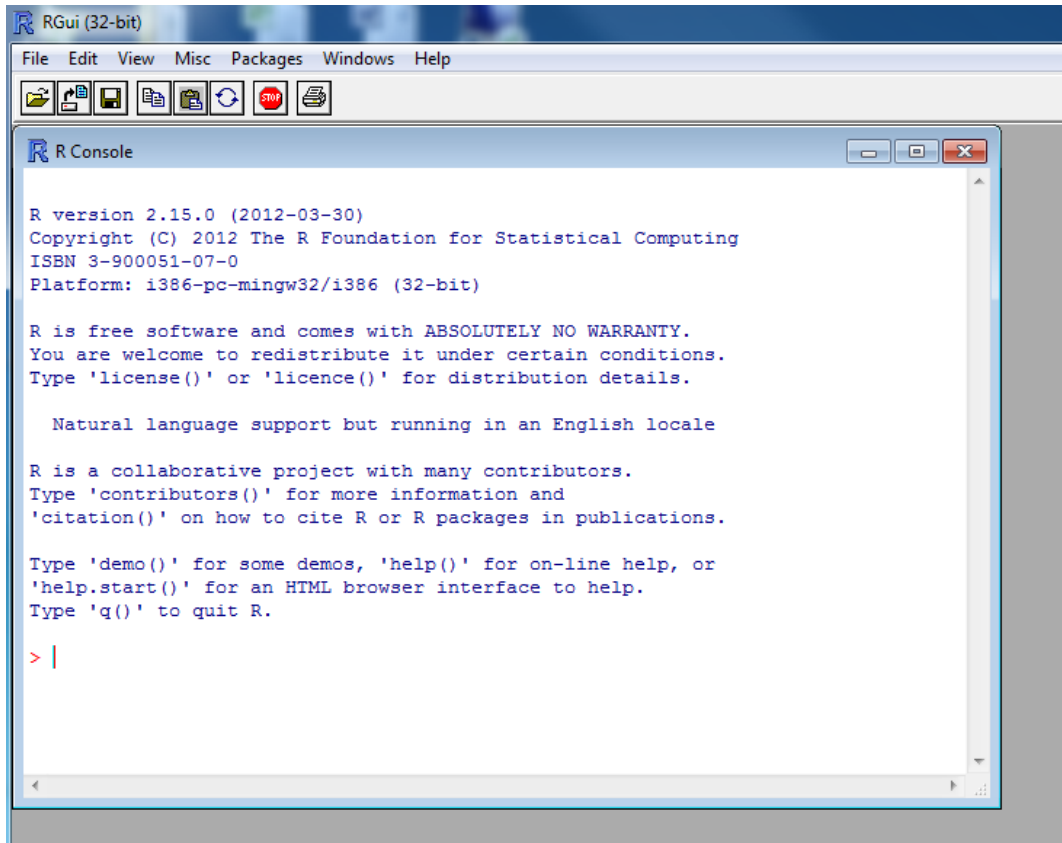 RGui (32-bit)
File Edit View Misc Packages Windows Help
STOP
R Console
R version 2.15.0 (2012-03-30)
Copyright (C) 2012 The R Foundation for Statistical Computing
ISBN 3-900051-07-0
Platform: i386-pc-mingw32/i386 (32-bit)
R is free software and comes with ABSOLUTELY NO WARRANTY.
You are welcome to redistribute it under certain conditions.
Type 'license()' or 'licence()' for distribution details.
Natural language support but running in an English locale
R is a collaborative project with many contributors.
Type 'contributors()' for more information and
'citation()' on how to cite R or R packages in publications.
Type 'demo()' for some demos, 'help()' for on-line help, or
'help.start()' for an HTML browser interface to help.
Type 'q()' to quit R.
>